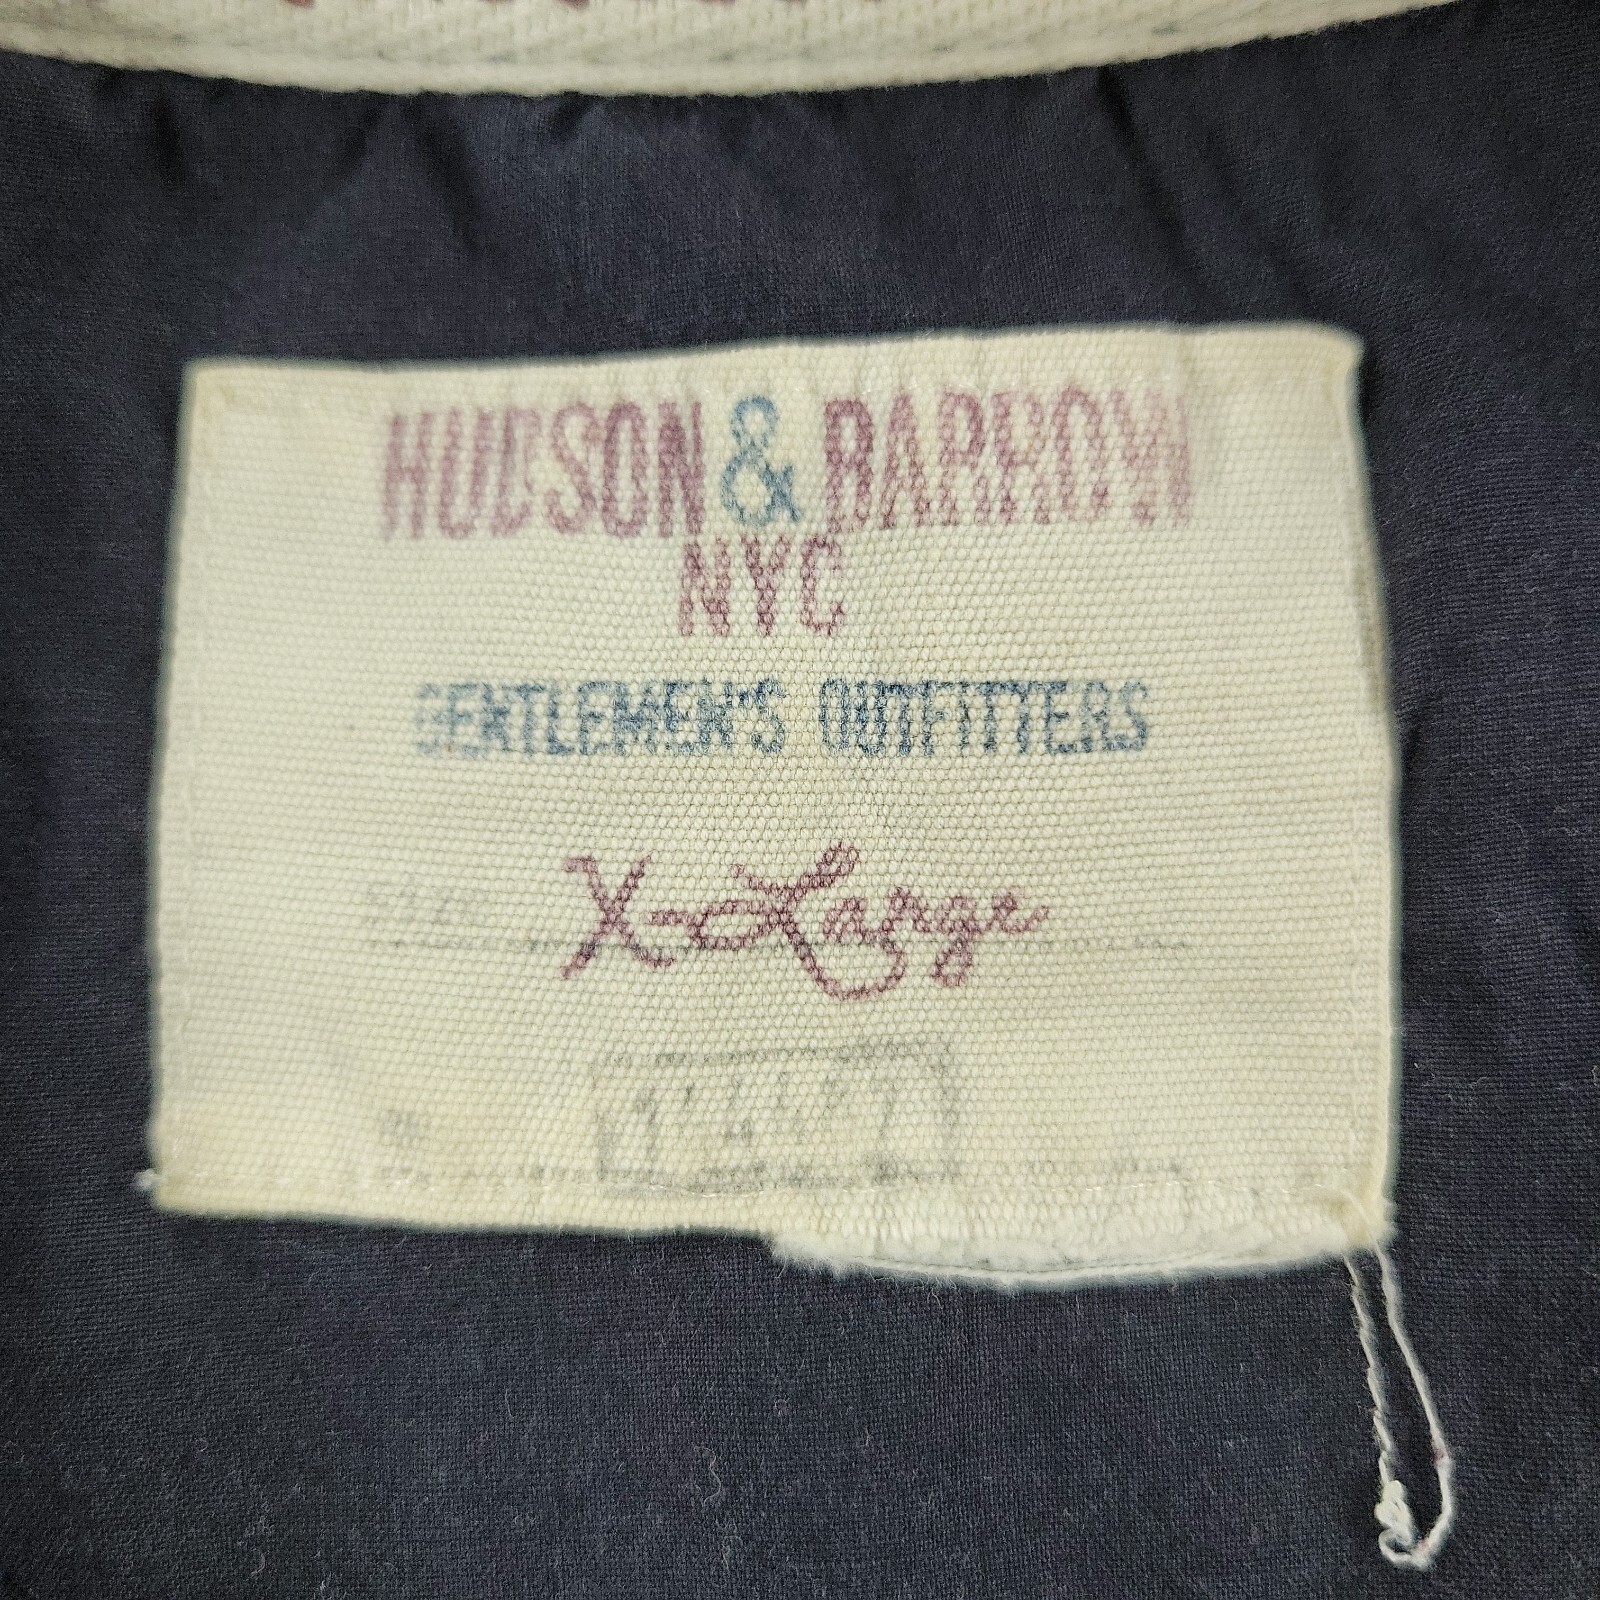 HUDSON & BARROW
NYC
GENTLEMEN'S OUTFITTERS
X-Large